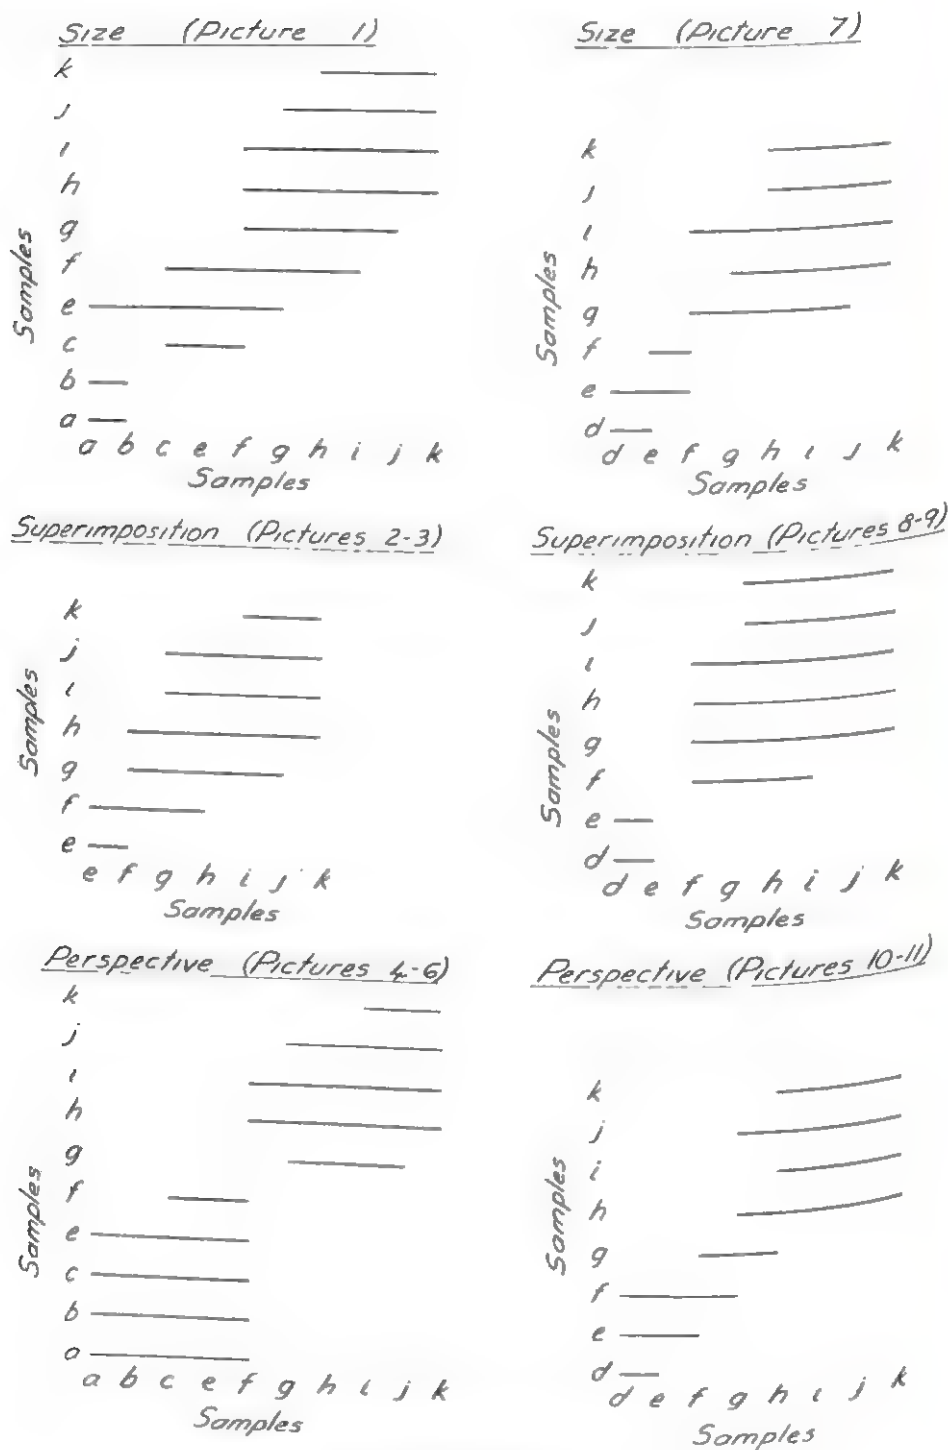 Size (Picture 1)
k
j
i
h
g
f
e
c
b
a
Samples
a b c e f g h i j k
Samples
Size (Picture 7)
k
j
i
h
g
f
e
d
Samples
d e f g h i j k
Samples
Superimposition (Pictures 2-3)
k
j
i
h
g
f
e
Samples
e f g h i j k
Samples
Superimposition (Pictures 8-9)
k
j
i
h
g
f
e
d
Samples
d e f g h i j k
Samples
Perspective (Pictures 4-6)
k
j
i
h
g
f
e
c
b
a
Samples
a b c e f g h i j k
Samples
Perspective (Pictures 10-11)
k
j
i
h
g
f
e
d
Samples
d e f g h i j k
Samples